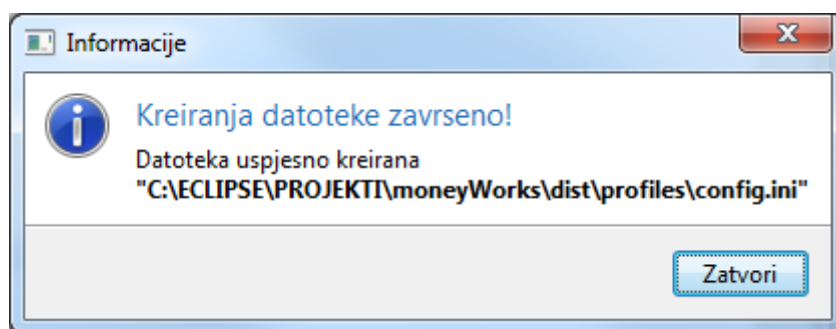 Informacije
Kreiranja datoteke zavrseno!
Datoteka uspjesno kreirana
"C:\ECLIPSE\PROJEKTI\moneyWorks\dist\profiles\config.ini"
Zatvori